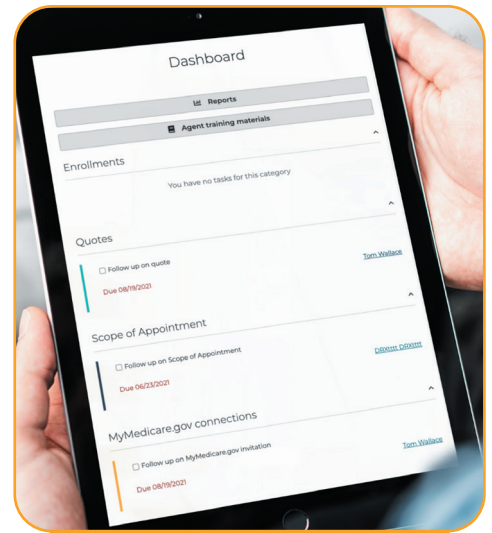 Dashboard
Reports
Agent training materials
Enrollments
You have no tasks for this category
Quotes
Follow up on quote
Tom Wallace
Due 08/19/2021
Scope of Appointment
Follow up on Scope of Appointment
DRXtttt DRXtttt
Due 06/23/2021
MyMedicare.gov connections
Follow up on MyMedicare.gov invitation
Tom Wallace
Due 08/19/2021